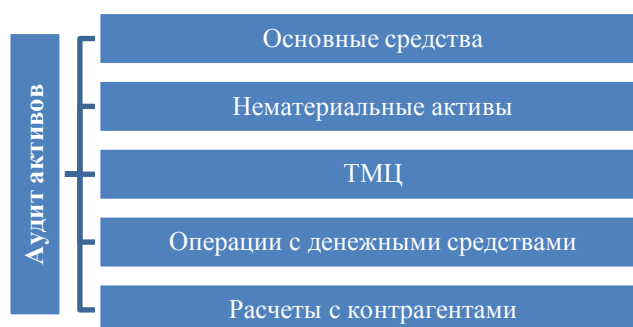 Аудит активов
Основные средства
Нематериальные активы
ТМЦ
Операции с денежными средствами
Расчеты с контрагентами